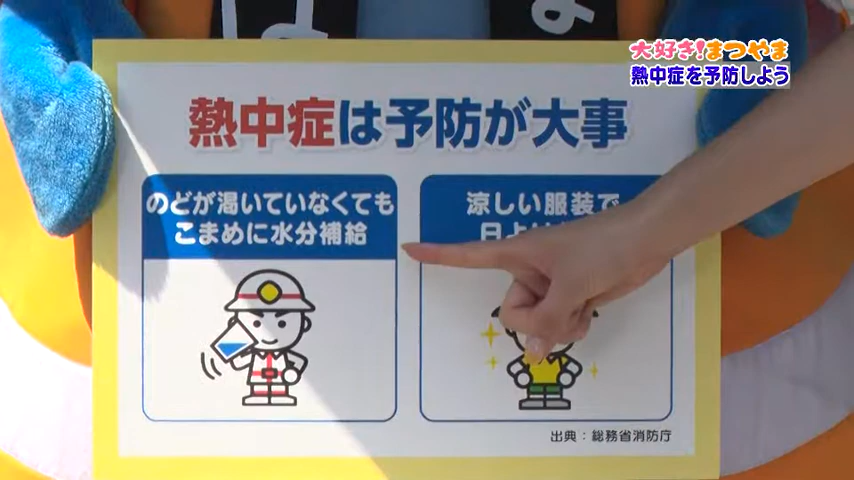 大好き!まつやま
熱中症を予防しよう
熱中症は予防が大事
のどが渇いていなくても
こまめに水分補給
涼しい服装で
出典：総務省消防庁